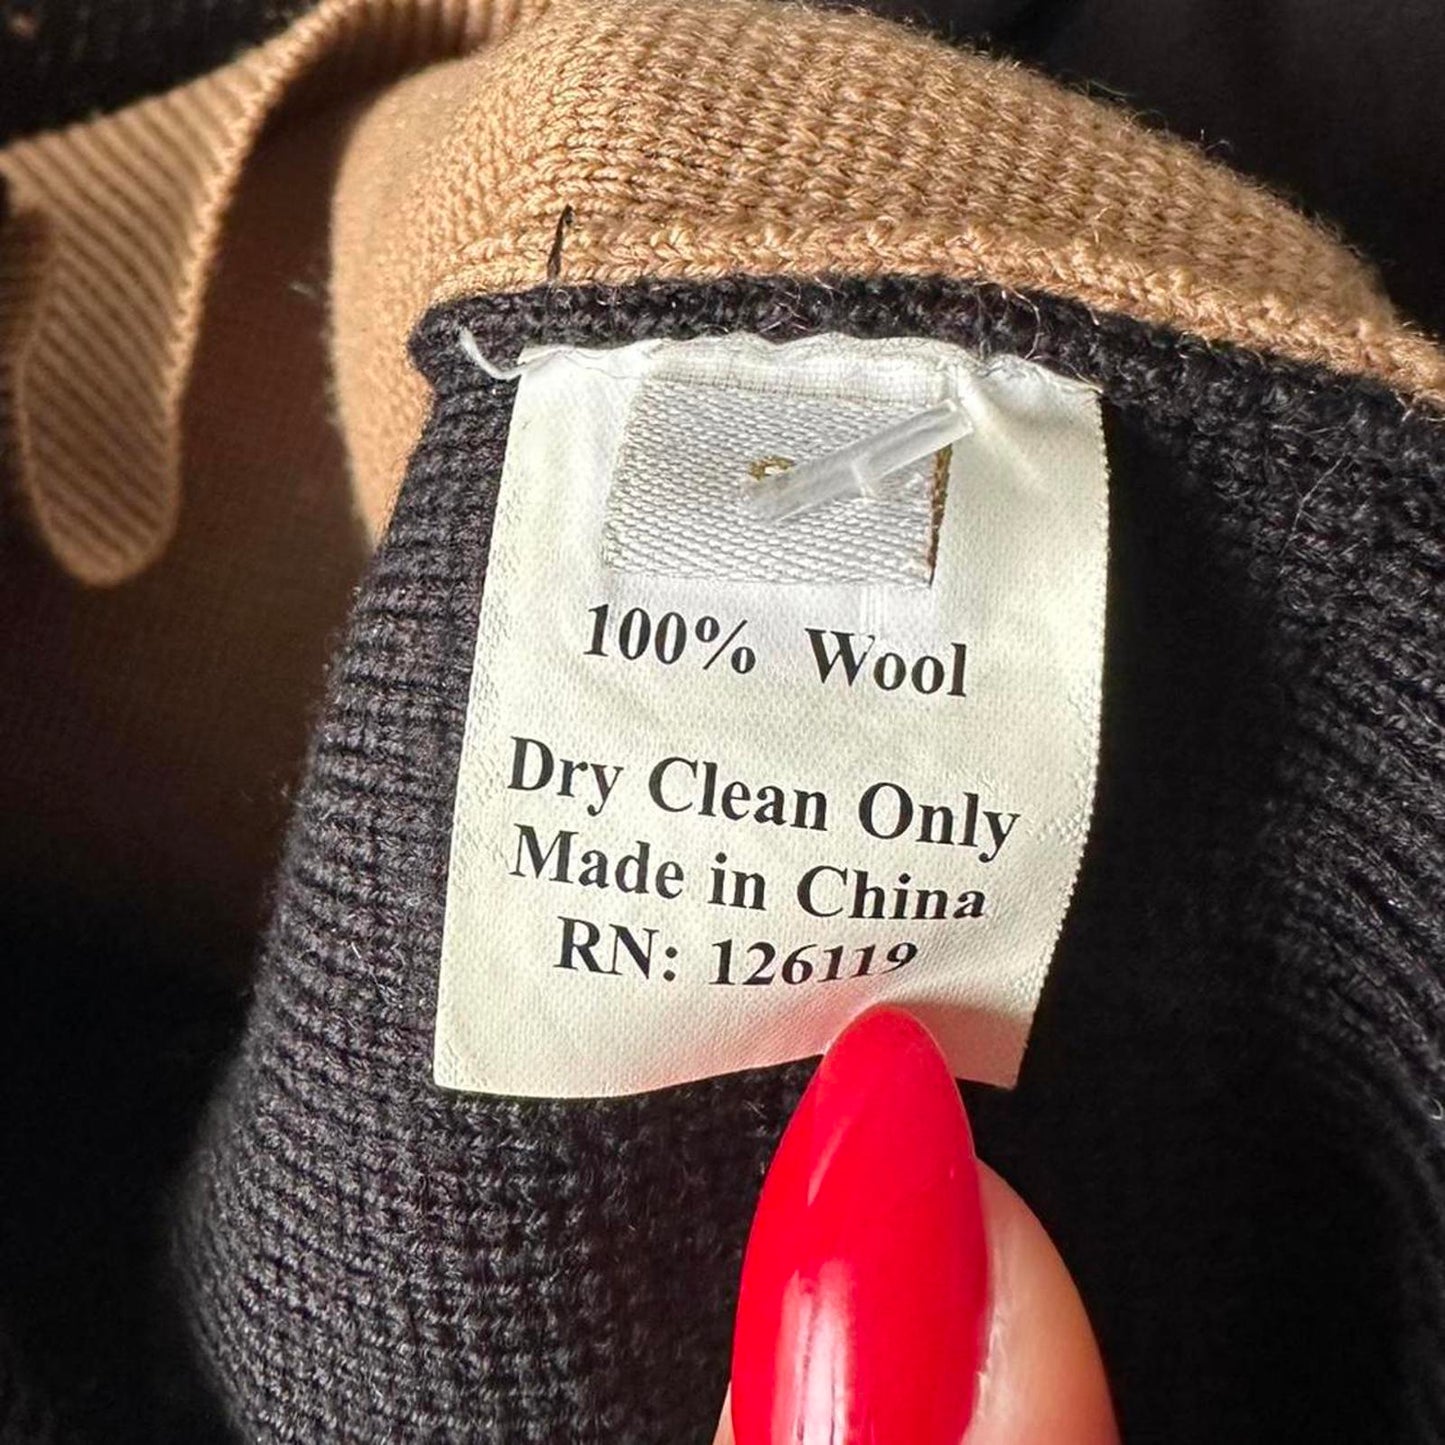 100% Wool
Dry Clean Only
Made in China
RN: 126119